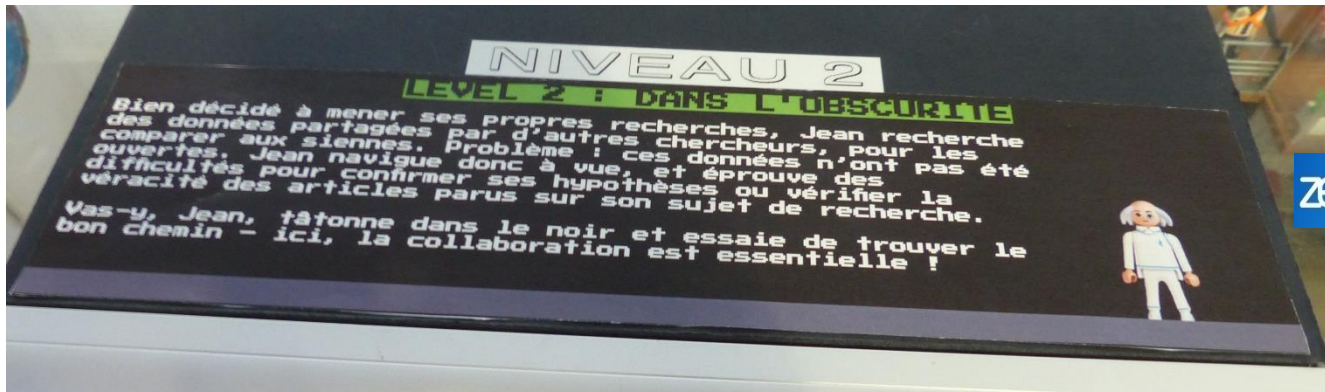 NIVEAU 2
LEVEL 2 : DANS L'OBSCURITE
Bien décidé à mener ses propres recherches, Jean recherche
des données partagées par d'autres chercheurs, pour les
comparer aux siennes. Problème : ces données n'ont pas été
ouvertes. Jean navigue donc à vue, et éprouve des
difficultés pour confirmer ses hypothèses ou vérifier la
véracité des articles parus sur son sujet de recherche.
Vas-y, Jean, tâtonne dans le noir et essaie de trouver le
bon chemin - ici, la collaboration est essentielle !